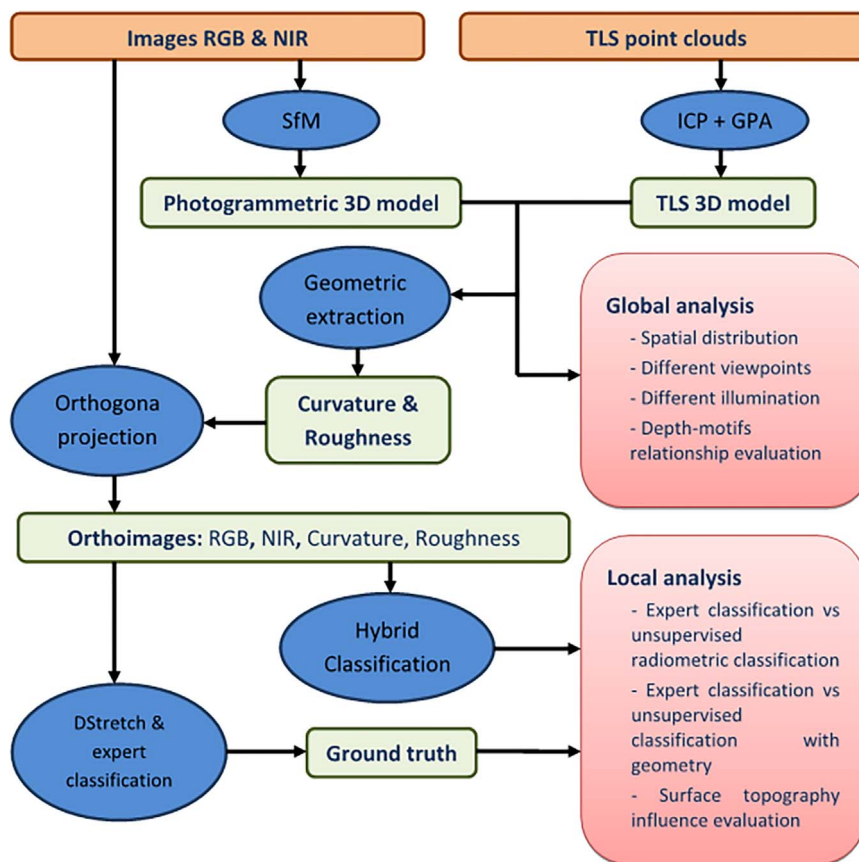 Images RGB & NIR
TLS point clouds
SfM
ICP + GPA
Photogrammetric 3D model
TLS 3D model
Geometric
extraction
Global analysis
- Spatial distribution
- Different viewpoints
- Different illumination
- Depth-motifs
relationship evaluation
Orthogona
projection
Curvature &
Roughness
Orthoimages: RGB, NIR, Curvature, Roughness
Hybrid
Classification
Local analysis
- Expert classification vs
unsupervised
radiometric classification
- Expert classification vs
unsupervised
classification with
geometry
- Surface topography
influence evaluation
DStretch &
expert
classification
Ground truth